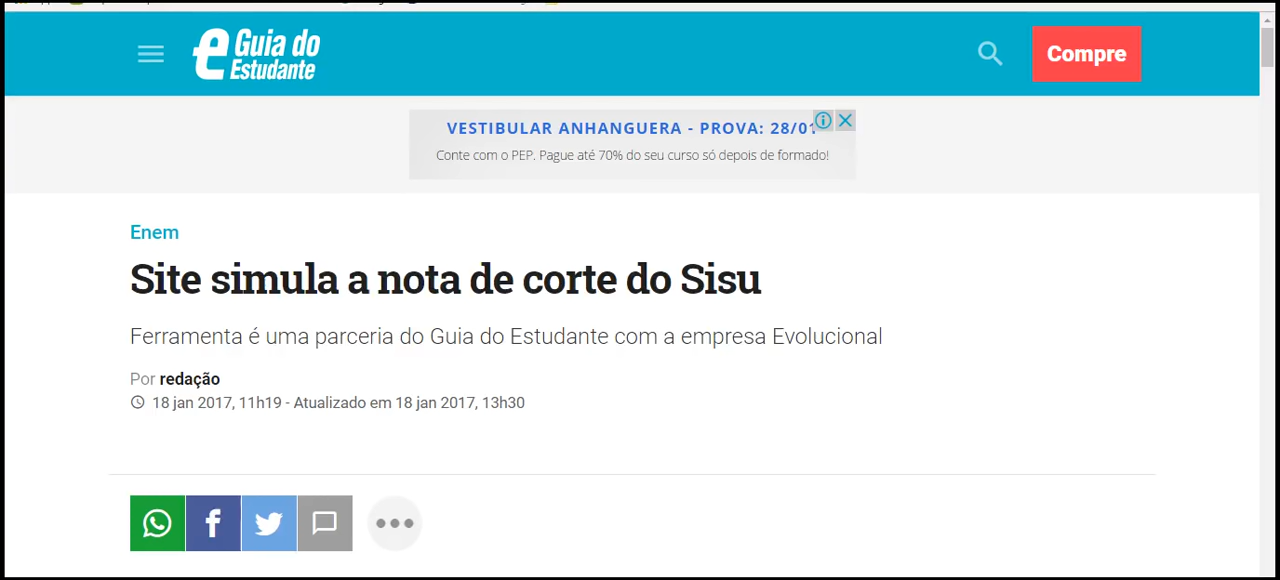 Guia do
Estudante
Compre
VESTIBULAR ANHANGUERA - PROVA: 28/01
Conte com o PEP. Pague até 70% do seu curso só depois de formado!
Enem
Site simula a nota de corte do Sisu
Ferramenta é uma parceria do Guia do Estudante com a empresa Evolucional
Por redação
18 jan 2017, 11h19 - Atualizado em 18 jan 2017, 13h30